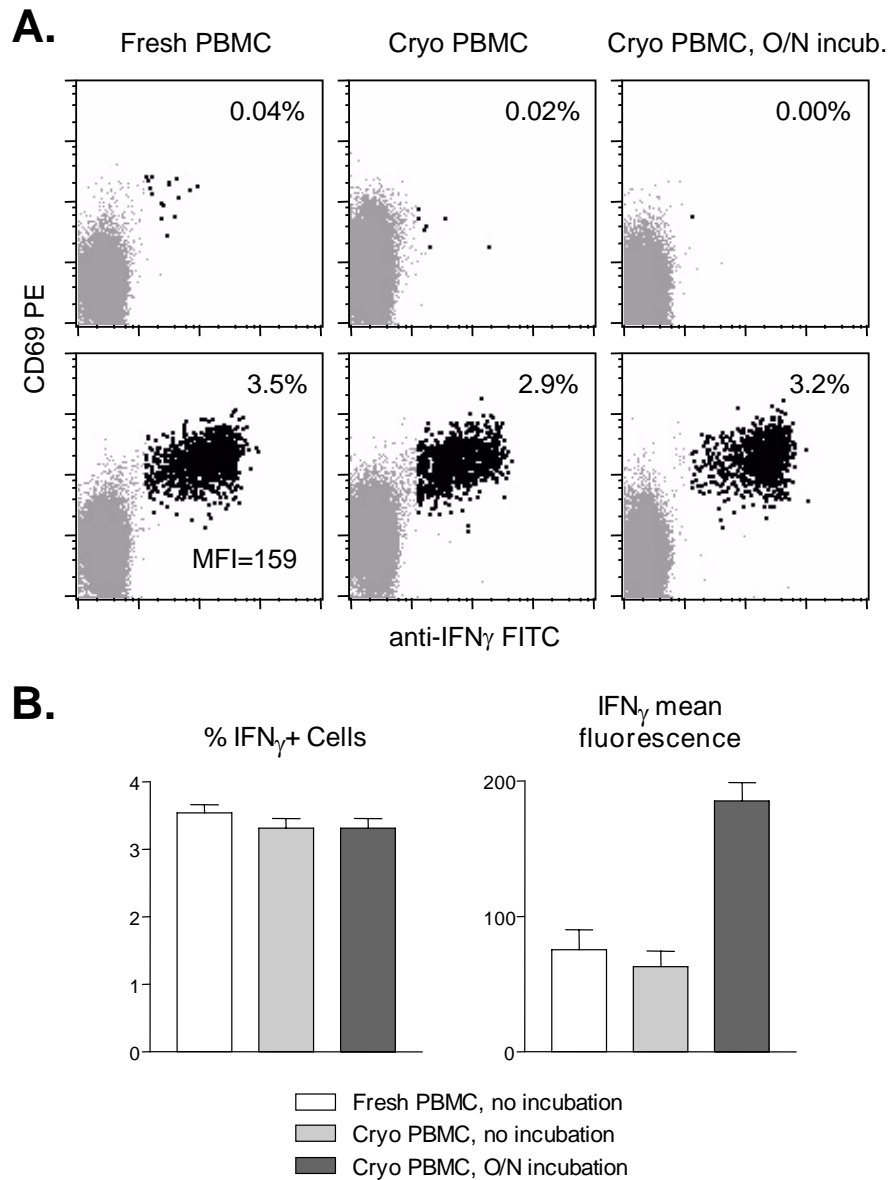 A.
Fresh PBMC
Cryo PBMC
Cryo PBMC, O/N incub.
0.04%
0.02%
0.00%
CD69 PE
3.5%
2.9%
3.2%
MFI=159
anti-IFNγ FITC
B.
% IFNγ+ Cells
IFNγ mean
fluorescence
4
3
2
1
0
200
100
0
Fresh PBMC, no incubation
Cryo PBMC, no incubation
Cryo PBMC, O/N incubation